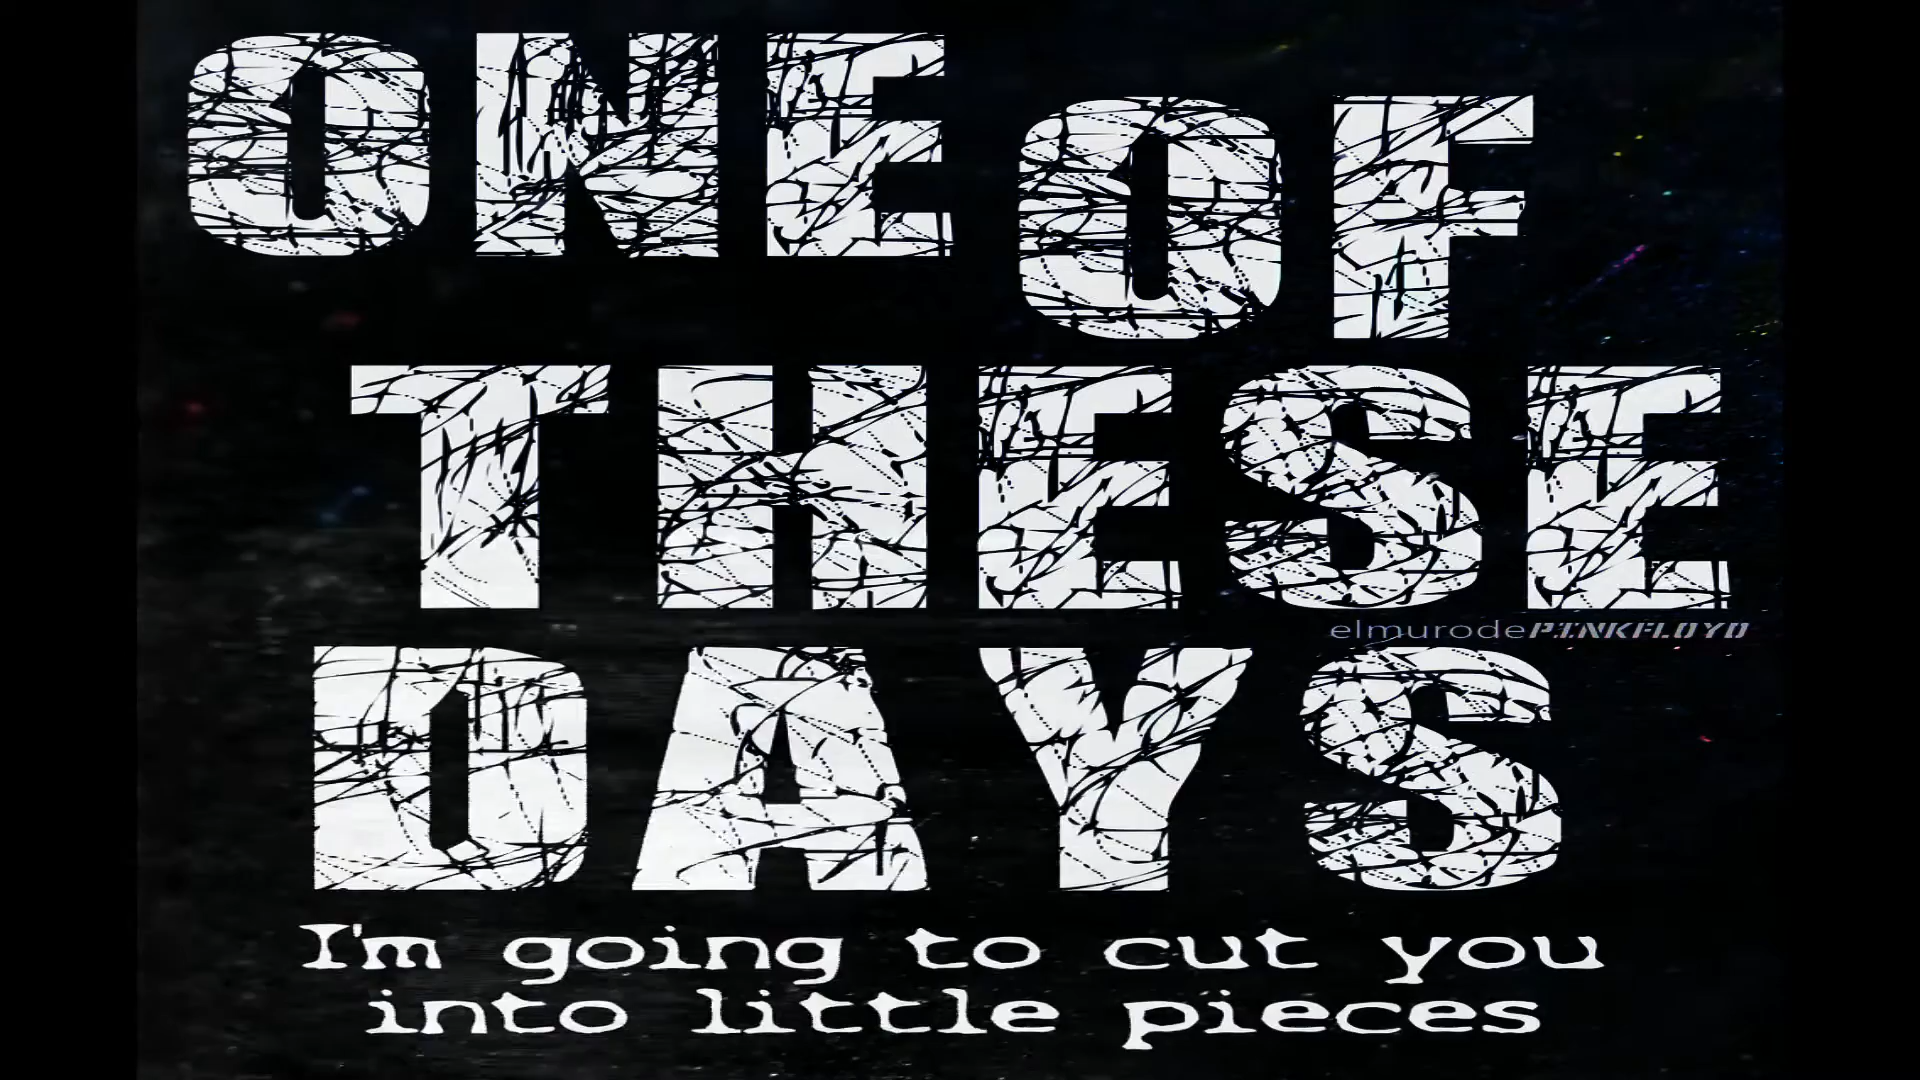 ONE OF
THESE
elmurodePINKFLOYD
DAYS
I'm going to cut you
into little pieces